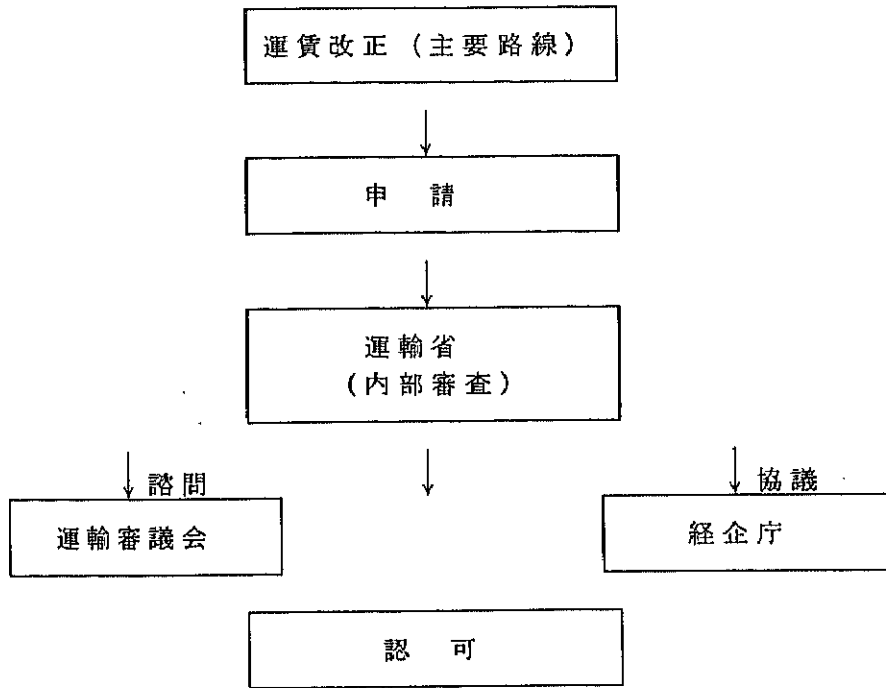 運賃改正（主要路線）
申請
運輸省
（内部審査）
諮問
協議
運輸審議会
経企庁
認可